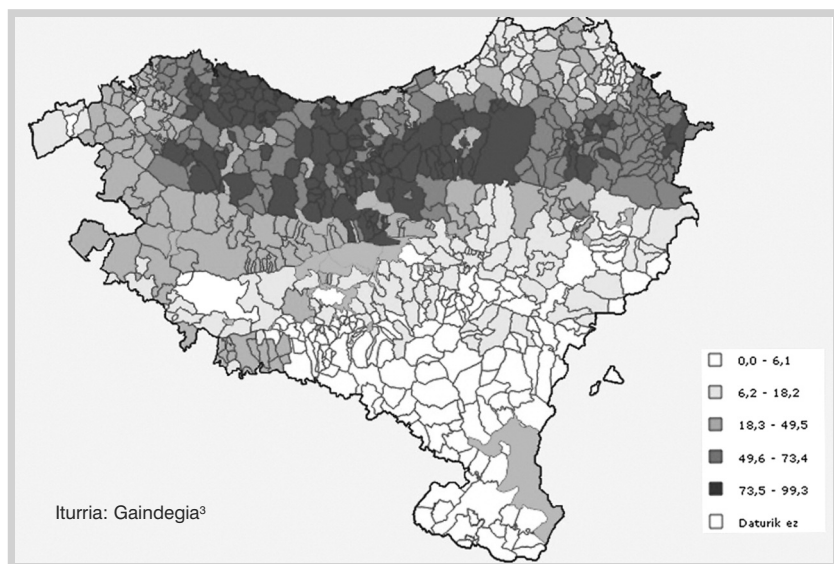 0,0 - 6,1
6,2 - 18,2
18,3 - 49,5
49,6 - 73,4
73,5 - 99,3
Daturik ez
Iturria: Gaindegia³